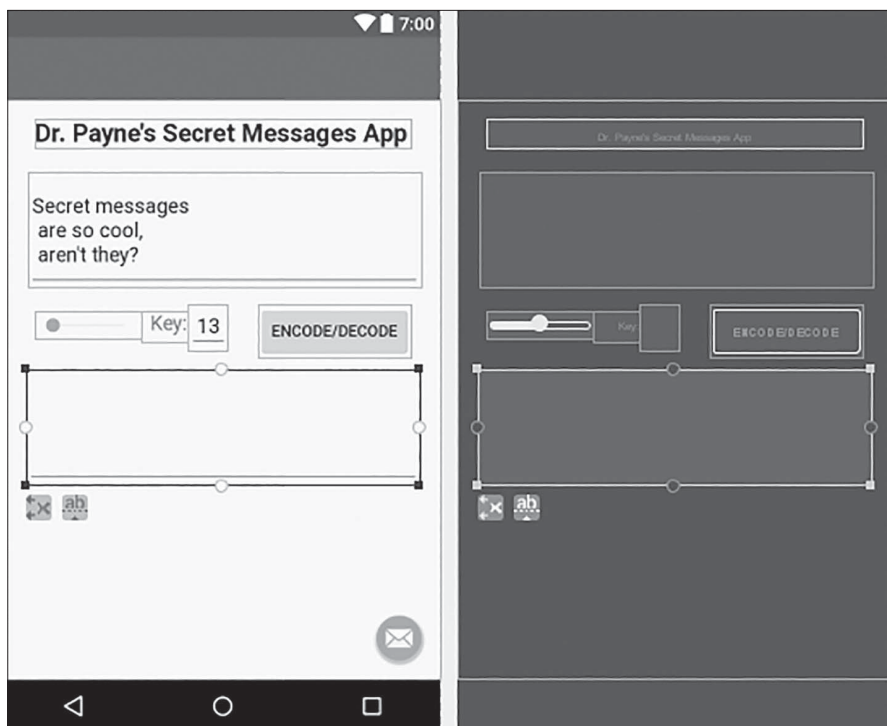 7:00
Dr. Payne's Secret Messages App
Secret messages
are so cool,
aren't they?
Key: 13
ENCODE/DECODE
ab
Dr. Payne's Secret Messages App
Key:
ENCODE/DECODE
ab